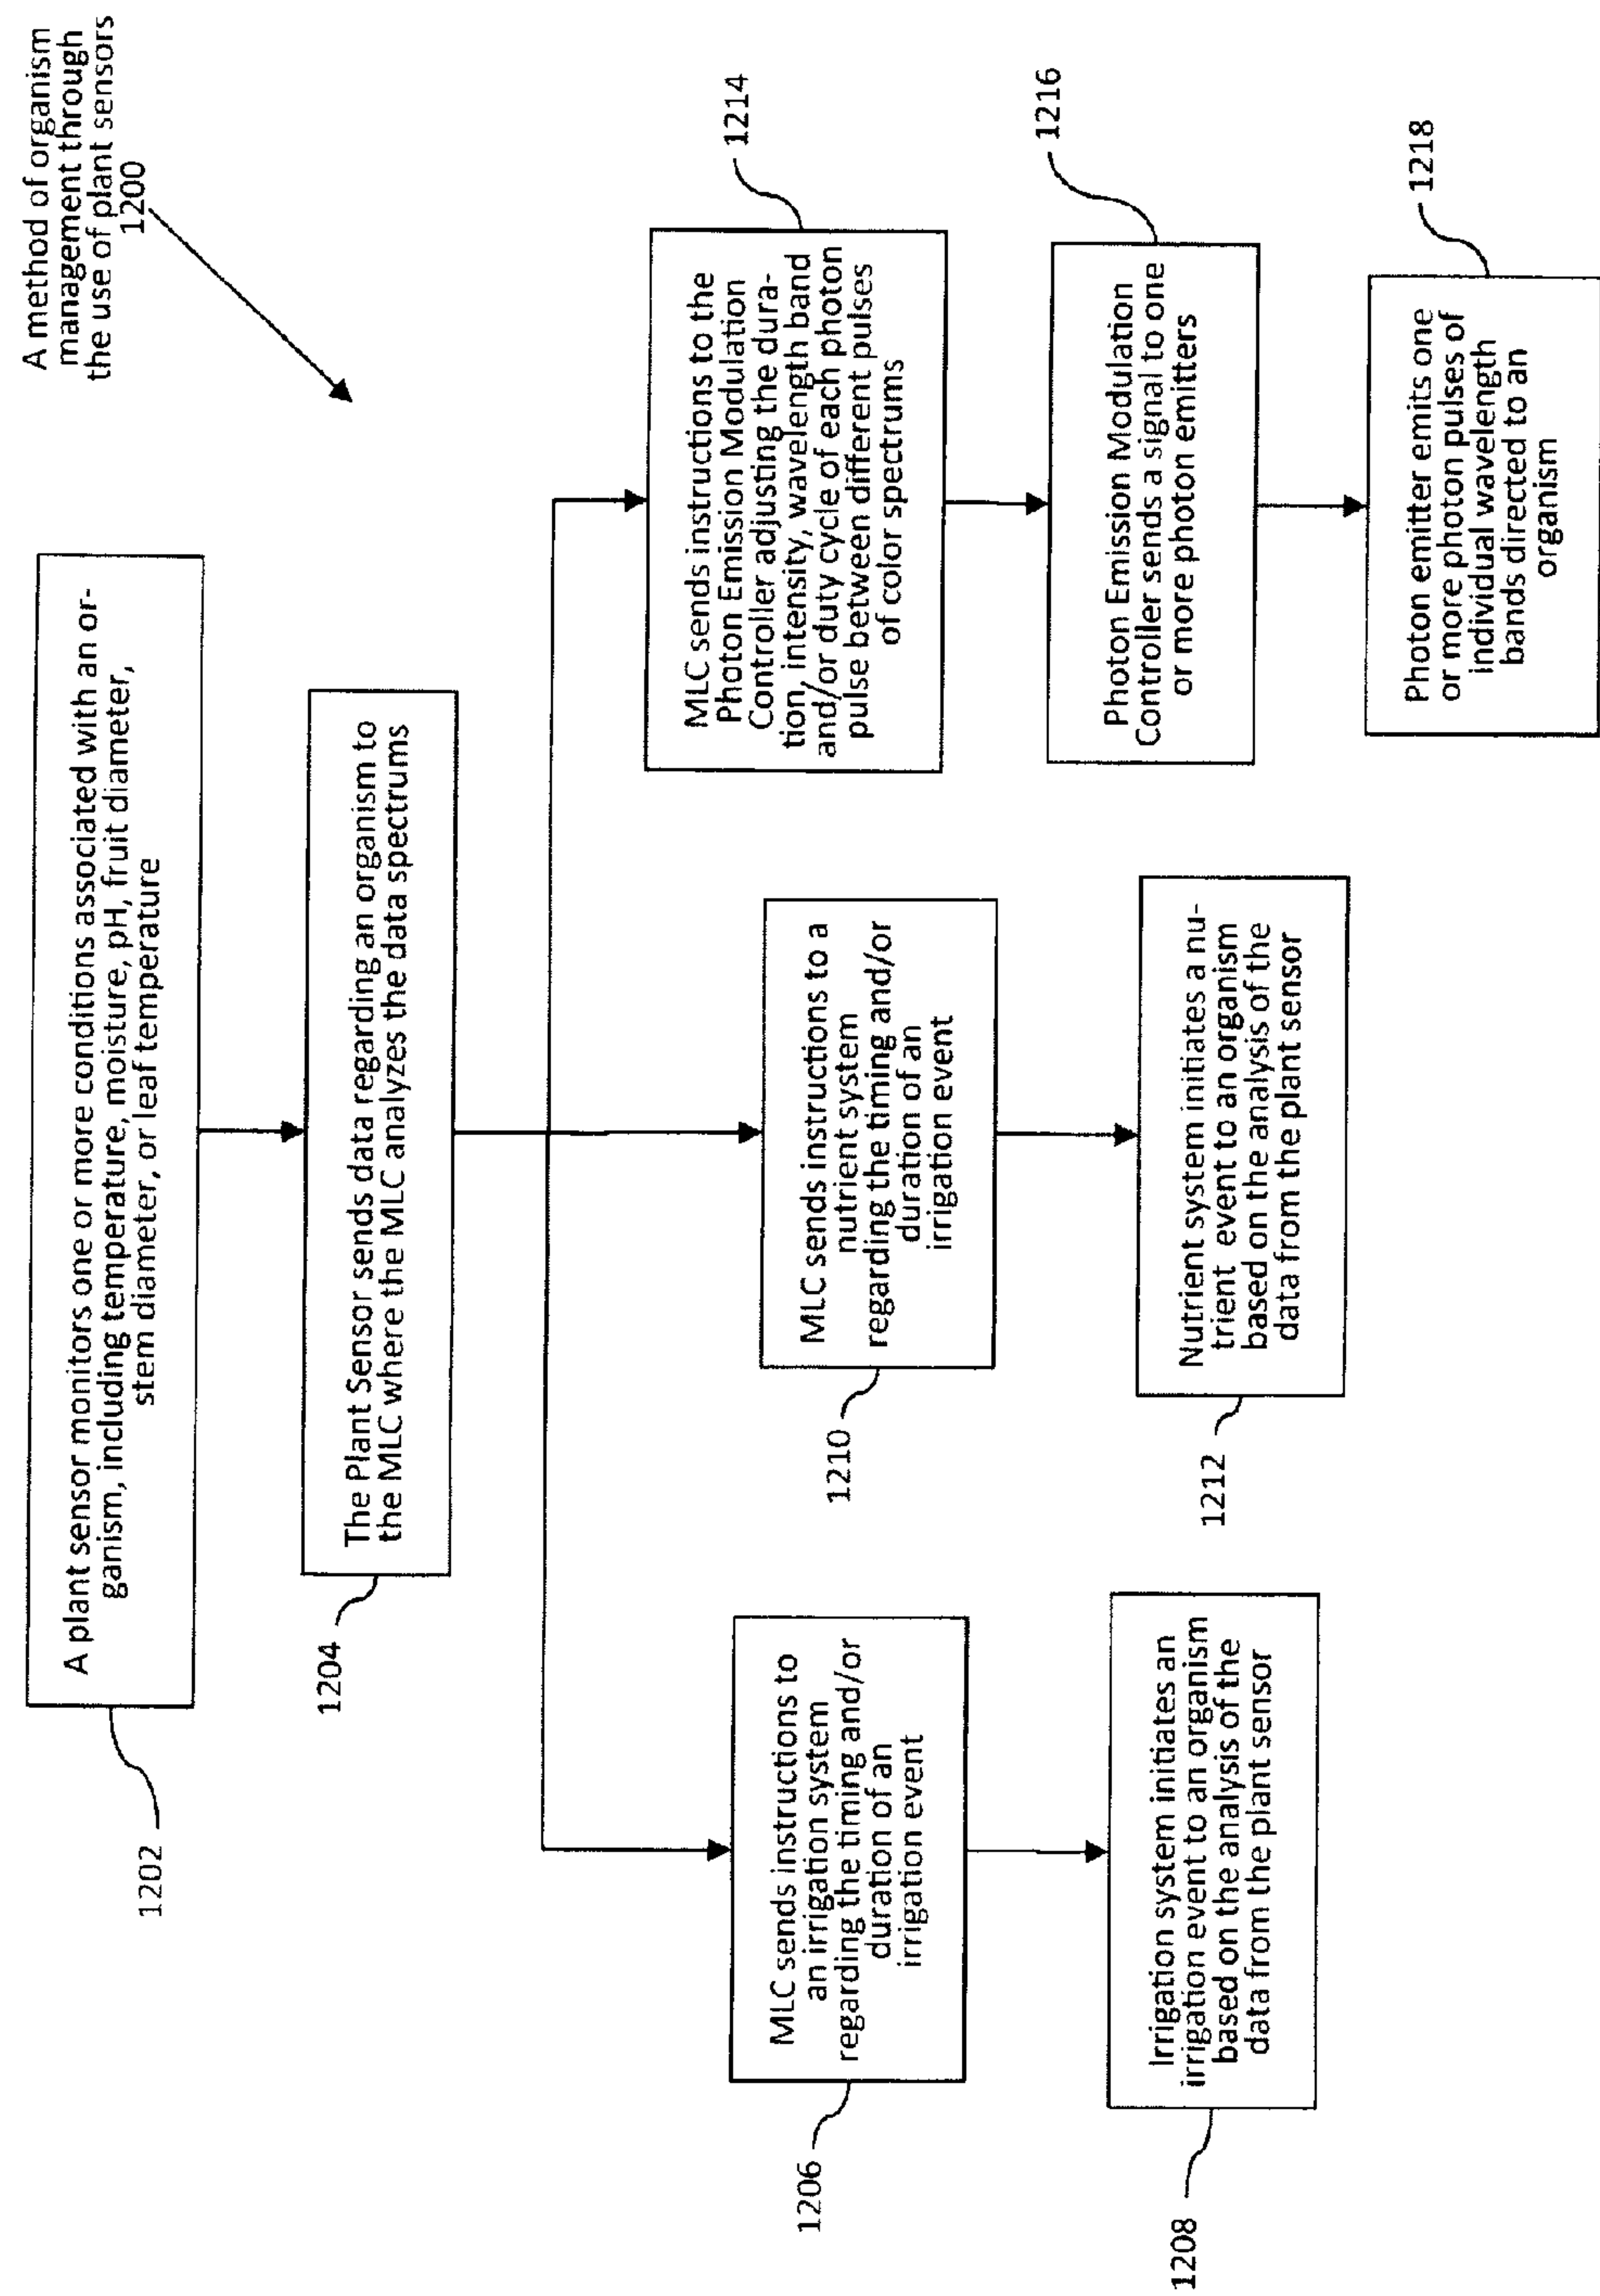 A method of organism
management through
the use of plant sensors
1200
A plant sensor monitors one or more conditions associated with an or-
ganism, including temperature, moisture, pH, fruit diameter,
stem diameter, or leaf temperature
1202
The Plant Sensor sends data regarding an organism to
the MLC where the MLC analyzes the data spectrums
1204
MLC sends instructions to
an irrigation system
regarding the timing and/or
duration of an
irrigation event
1206
Irrigation system initiates an
irrigation event to an organism
based on the analysis of the
data from the plant sensor
1208
MLC sends instructions to a
nutrient system
regarding the timing and/or
duration of an
irrigation event
1210
Nutrient system initiates a nu-
trient event to an organism
based on the analysis of the
data from the plant sensor
1212
MLC sends instructions to the
Photon Emission Modulation
Controller adjusting the dura-
tion, intensity, wavelength band
and/or duty cycle of each photon
pulse between different pulses
of color spectrums
1214
Photon Emission Modulation
Controller sends a signal to one
or more photon emitters
1216
Photon emitter emits one
or more photon pulses of
individual wavelength
bands directed to an
organism
1218